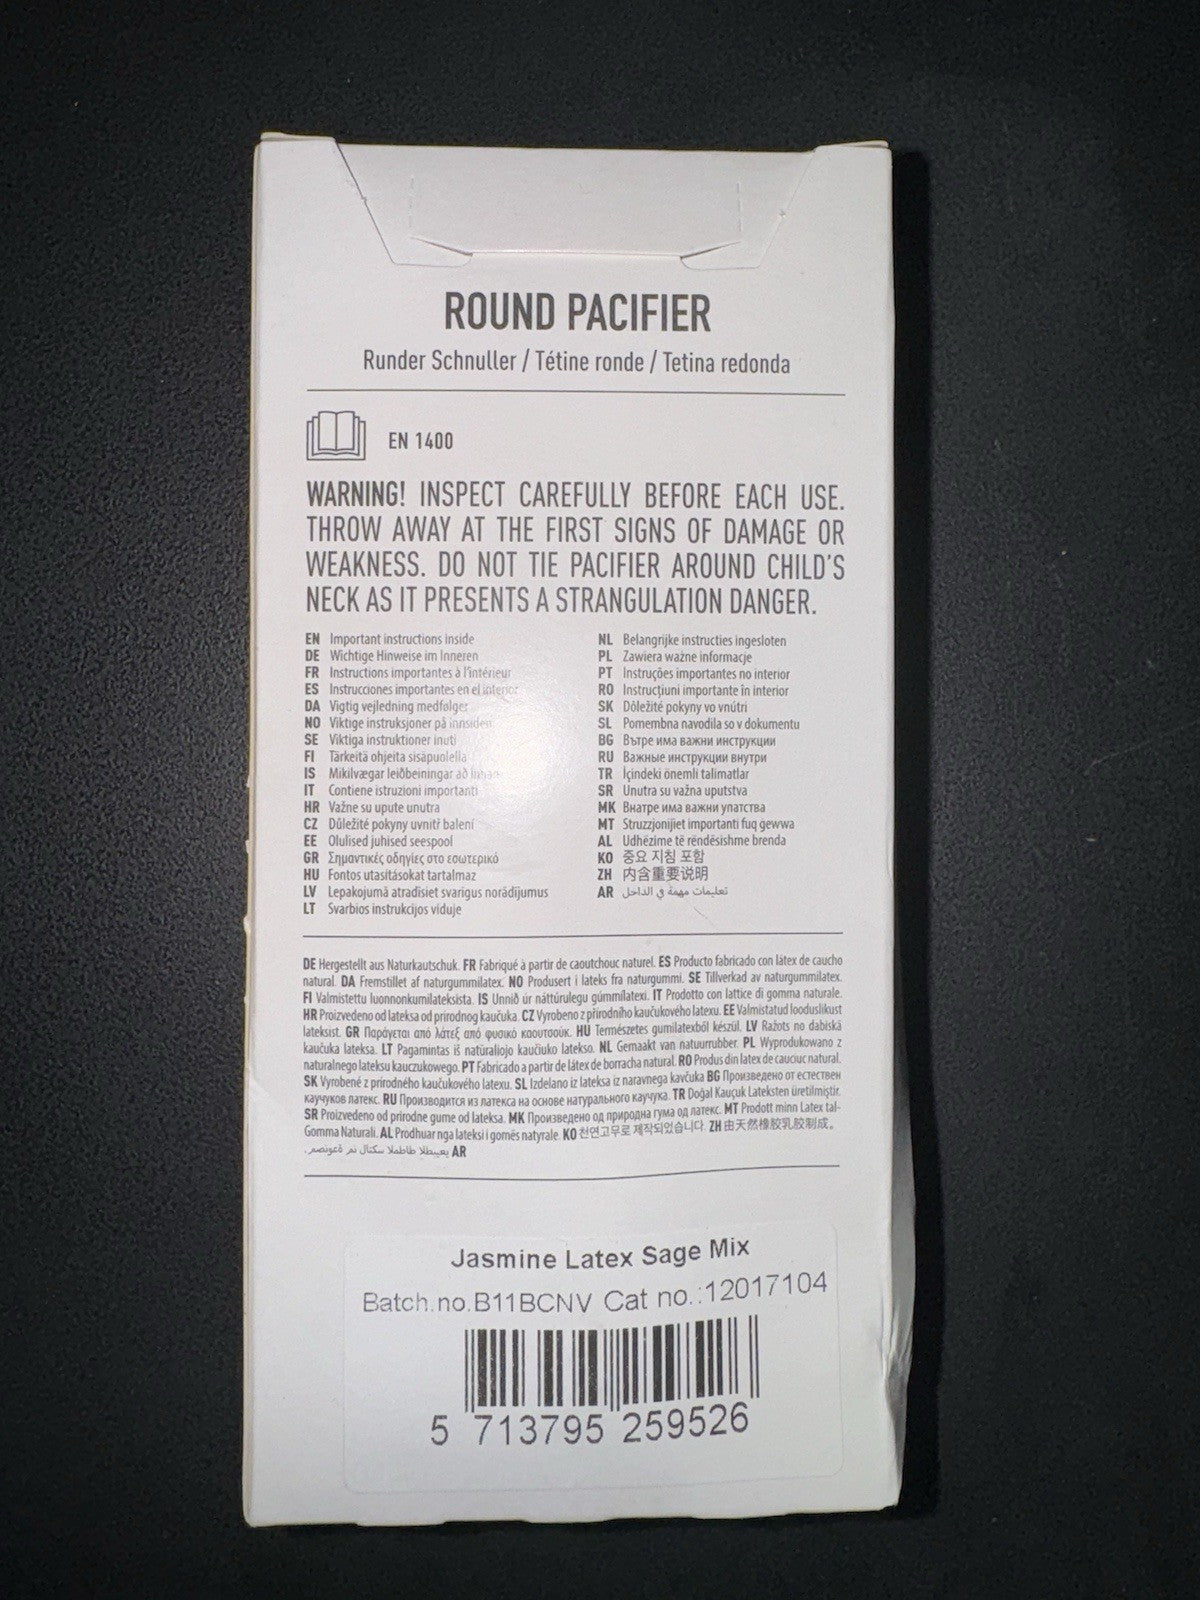 ROUND PACIFIER
Runder Schnuller / Tétine ronde / Tetina redonda
EN 1400
WARNING! INSPECT CAREFULLY BEFORE EACH USE.
THROW AWAY AT THE FIRST SIGNS OF DAMAGE OR
WEAKNESS. DO NOT TIE PACIFIER AROUND CHILD'S
NECK AS IT PRESENTS A STRANGULATION DANGER.
EN Important instructions inside
DE Wichtige Hinweise im Inneren
FR Instructions importantes à l'intérieur
ES Instrucciones importantes en el interior
DA Vigtig vejledning medfølger
NO Viktige instruksjoner på innsiden
SE Viktiga instruktioner inuti
FI Tärkeitä ohjeita sisäpuolella
IS Mikilvægar leiðbeiningar að innan
IT Contiene istruzioni importanti
HR Važne su upute unutra
CZ Důležité pokyny uvnitř balení
EE Olulised juhised seespool
GR Σημαντικές οδηγίες στο εσωτερικό
HU Fontos utasításokat tartalmaz
LV Lepakojumā atradīsiet svarīgus norādījumus
LT Svarbios instrukcijos viduje
NL Belangrijke instructies ingesloten
PL Zawiera ważne informacje
PT Instruções importantes no interior
RO Instrucțiuni importante în interior
SK Dôležité pokyny vo vnútri
SL Pomembna navodila so v dokumentu
BG Вътре има важни инструкции
RU Важные инструкции внутри
TR İçindeki önemli talimatlar
SR Unutra su važna uputstva
MK Внатре има важни упатства
MT Struzzjonijiet importanti fuq gewwa
AL Udhëzime të rëndësishme brenda
KO 중요 지침 포함
ZH 内含重要说明
AR تعليمات مهمة في الداخل
DE Hergestellt aus Naturkautschuk. FR Fabriqué à partir de caoutchouc naturel. ES Producto fabricado con látex de caucho
natural. DA Fremstillet af naturgummilatex. NO Produsert i lateks fra naturgummi. SE Tillverkad av naturgummilatex.
FI Valmistettu luonnonkumilateksista. IS Unnið úr náttúrulegu gúmmílatexi. IT Prodotto con lattice di gomma naturale.
HR Proizvedeno od lateksa od prirodnog kaučuka. CZ Vyrobeno z přírodního kaučukového latexu. EE Valmistatud looduslikust
lateksist. GR Παράγεται από λάτεξ από φυσικό καουτσούκ. HU Természetes gumilatexből készül. LV Ražots no dabiskā
kaučuka lateksa. LT Pagamintas iš natūraliojo kaučiuko latekso. NL Gemaakt van natuurrubber. PL Wyprodukowano z
naturalnego lateksu kauczukowego. PT Fabricado a partir de látex de borracha natural. RO Produs din latex de cauciuc natural.
SK Vyrobené z prírodného kaučukového latexu. SL Izdelano iz lateksa iz naravnega kavčuka BG Произведено от естествен
каучуков латекс. RU Производится из латекса на основе натурального каучука. TR Doğal Kauçuk Lateksten üretilmiştir.
SR Proizvedeno od prirodne gume od lateksa. MK Произведено од природна гума од латекс. MT Prodott minn Latex tal-
Gomma Naturali. AL Prodhuar nga lateksi i gomës natyrale. KO 천연고무로 제작되었습니다. ZH 由天然橡胶乳胶制成。
AR
Jasmine Latex Sage Mix
Batch.no.B11BCNV Cat no.:12017104
5 713795 259526